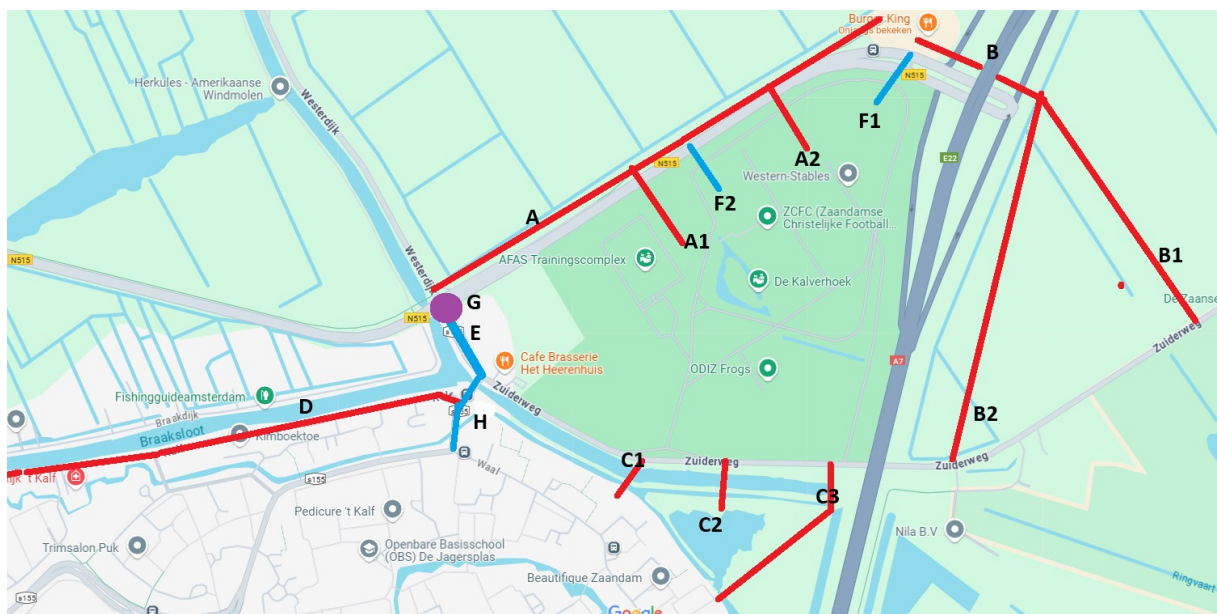 Burger King
Onlangs bekeken
B
N515
Herkules - Amerikaanse
Windmolen
Westerdijk
F1
E22
A2
N515
Western-Stables
F2
ZCFC (Zaandamse
Christelijke Football...
A
A1
B1
Westerdijk
N515
AFAS Trainingscomplex
De Kalverhoek
De Zaanse
G
N515
E
Zuiderweg
Cafe Brasserie
Het Heerenhuis
A7
ODIZ Frogs
Fishingguideamsterdam
Zuiderweg
D
Braakdijk
H
B2
Braaksloot
Kimboektoe
C1
Zuiderweg
Zuiderweg
't Kalf
s155
Waal
C3
Pedicure 't Kalf
C2
Nila B.V
Trimsalon Puk
Openbare Basisschool
(OBS) De Jagersplas
Beautifique Zaandam
Ringvaart
s155
Google